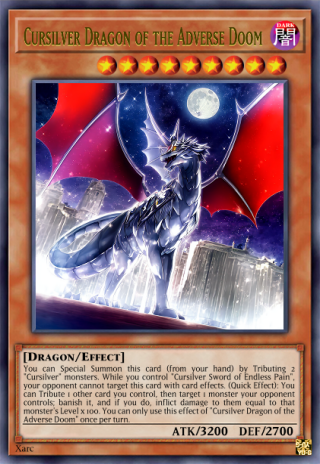 Cursilver Dragon of the Adverse Doom
DARK
闇
[Dragon/Effect]
You can Special Summon this card (from your hand) by Tributing 2
"Cursilver" monsters. While you control "Cursilver Sword of Endless Pain",
your opponent cannot target this card with card effects. (Quick Effect): You
can Tribute 1 other card you control, then target 1 monster your opponent
controls; banish it, and if you do, inflict damage to them equal to that
monster's Level x 100. You can only use this effect of "Cursilver Dragon of the
Adverse Doom" once per turn.
ATK/3200 DEF/2700
Xarc